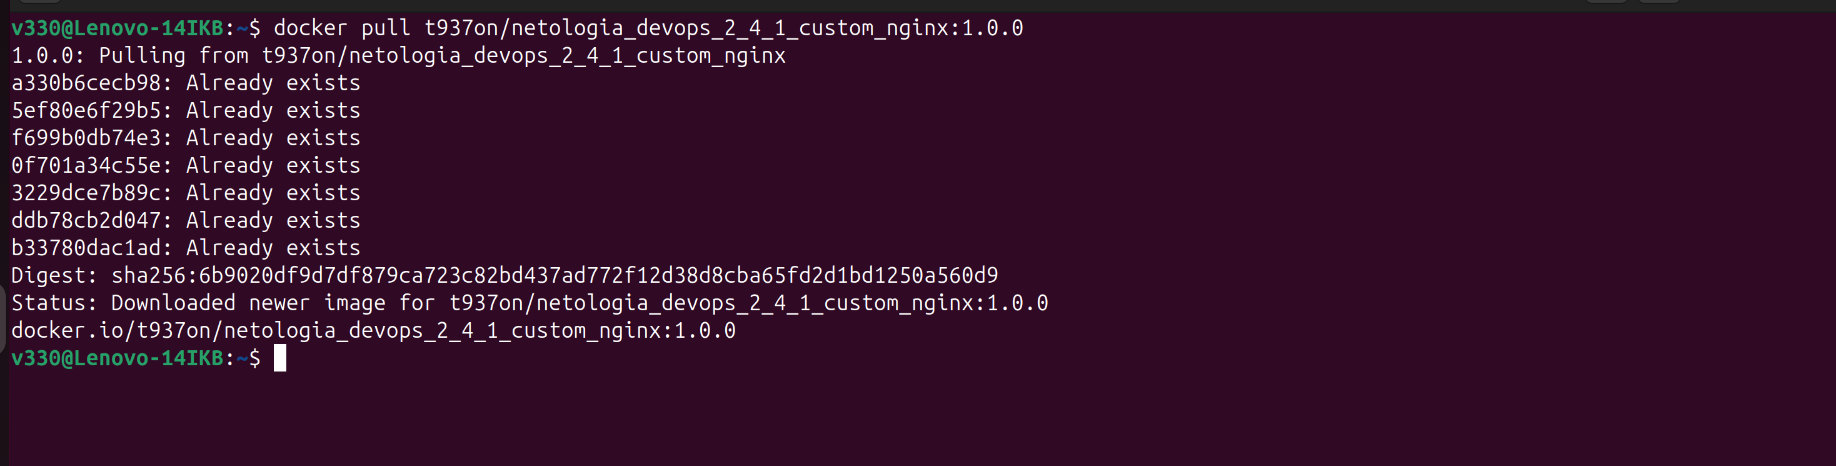 v330@Lenovo-14IKB:~$ docker pull t937on/netologia_devops_2_4_1_custom_nginx:1.0.0
1.0.0: Pulling from t937on/netologia_devops_2_4_1_custom_nginx
a330b6cecb98: Already exists
5ef80e6f29b5: Already exists
f699b0db74e3: Already exists
0f701a34c55e: Already exists
3229dce7b89c: Already exists
ddb78cb2d047: Already exists
b33780dac1ad: Already exists
Digest: sha256:6b9020df9d7df879ca723c82bd437ad772f12d38d8cba65fd2d1bd1250a560d9
Status: Downloaded newer image for t937on/netologia_devops_2_4_1_custom_nginx:1.0.0
docker.io/t937on/netologia_devops_2_4_1_custom_nginx:1.0.0
v330@Lenovo-14IKB:~$